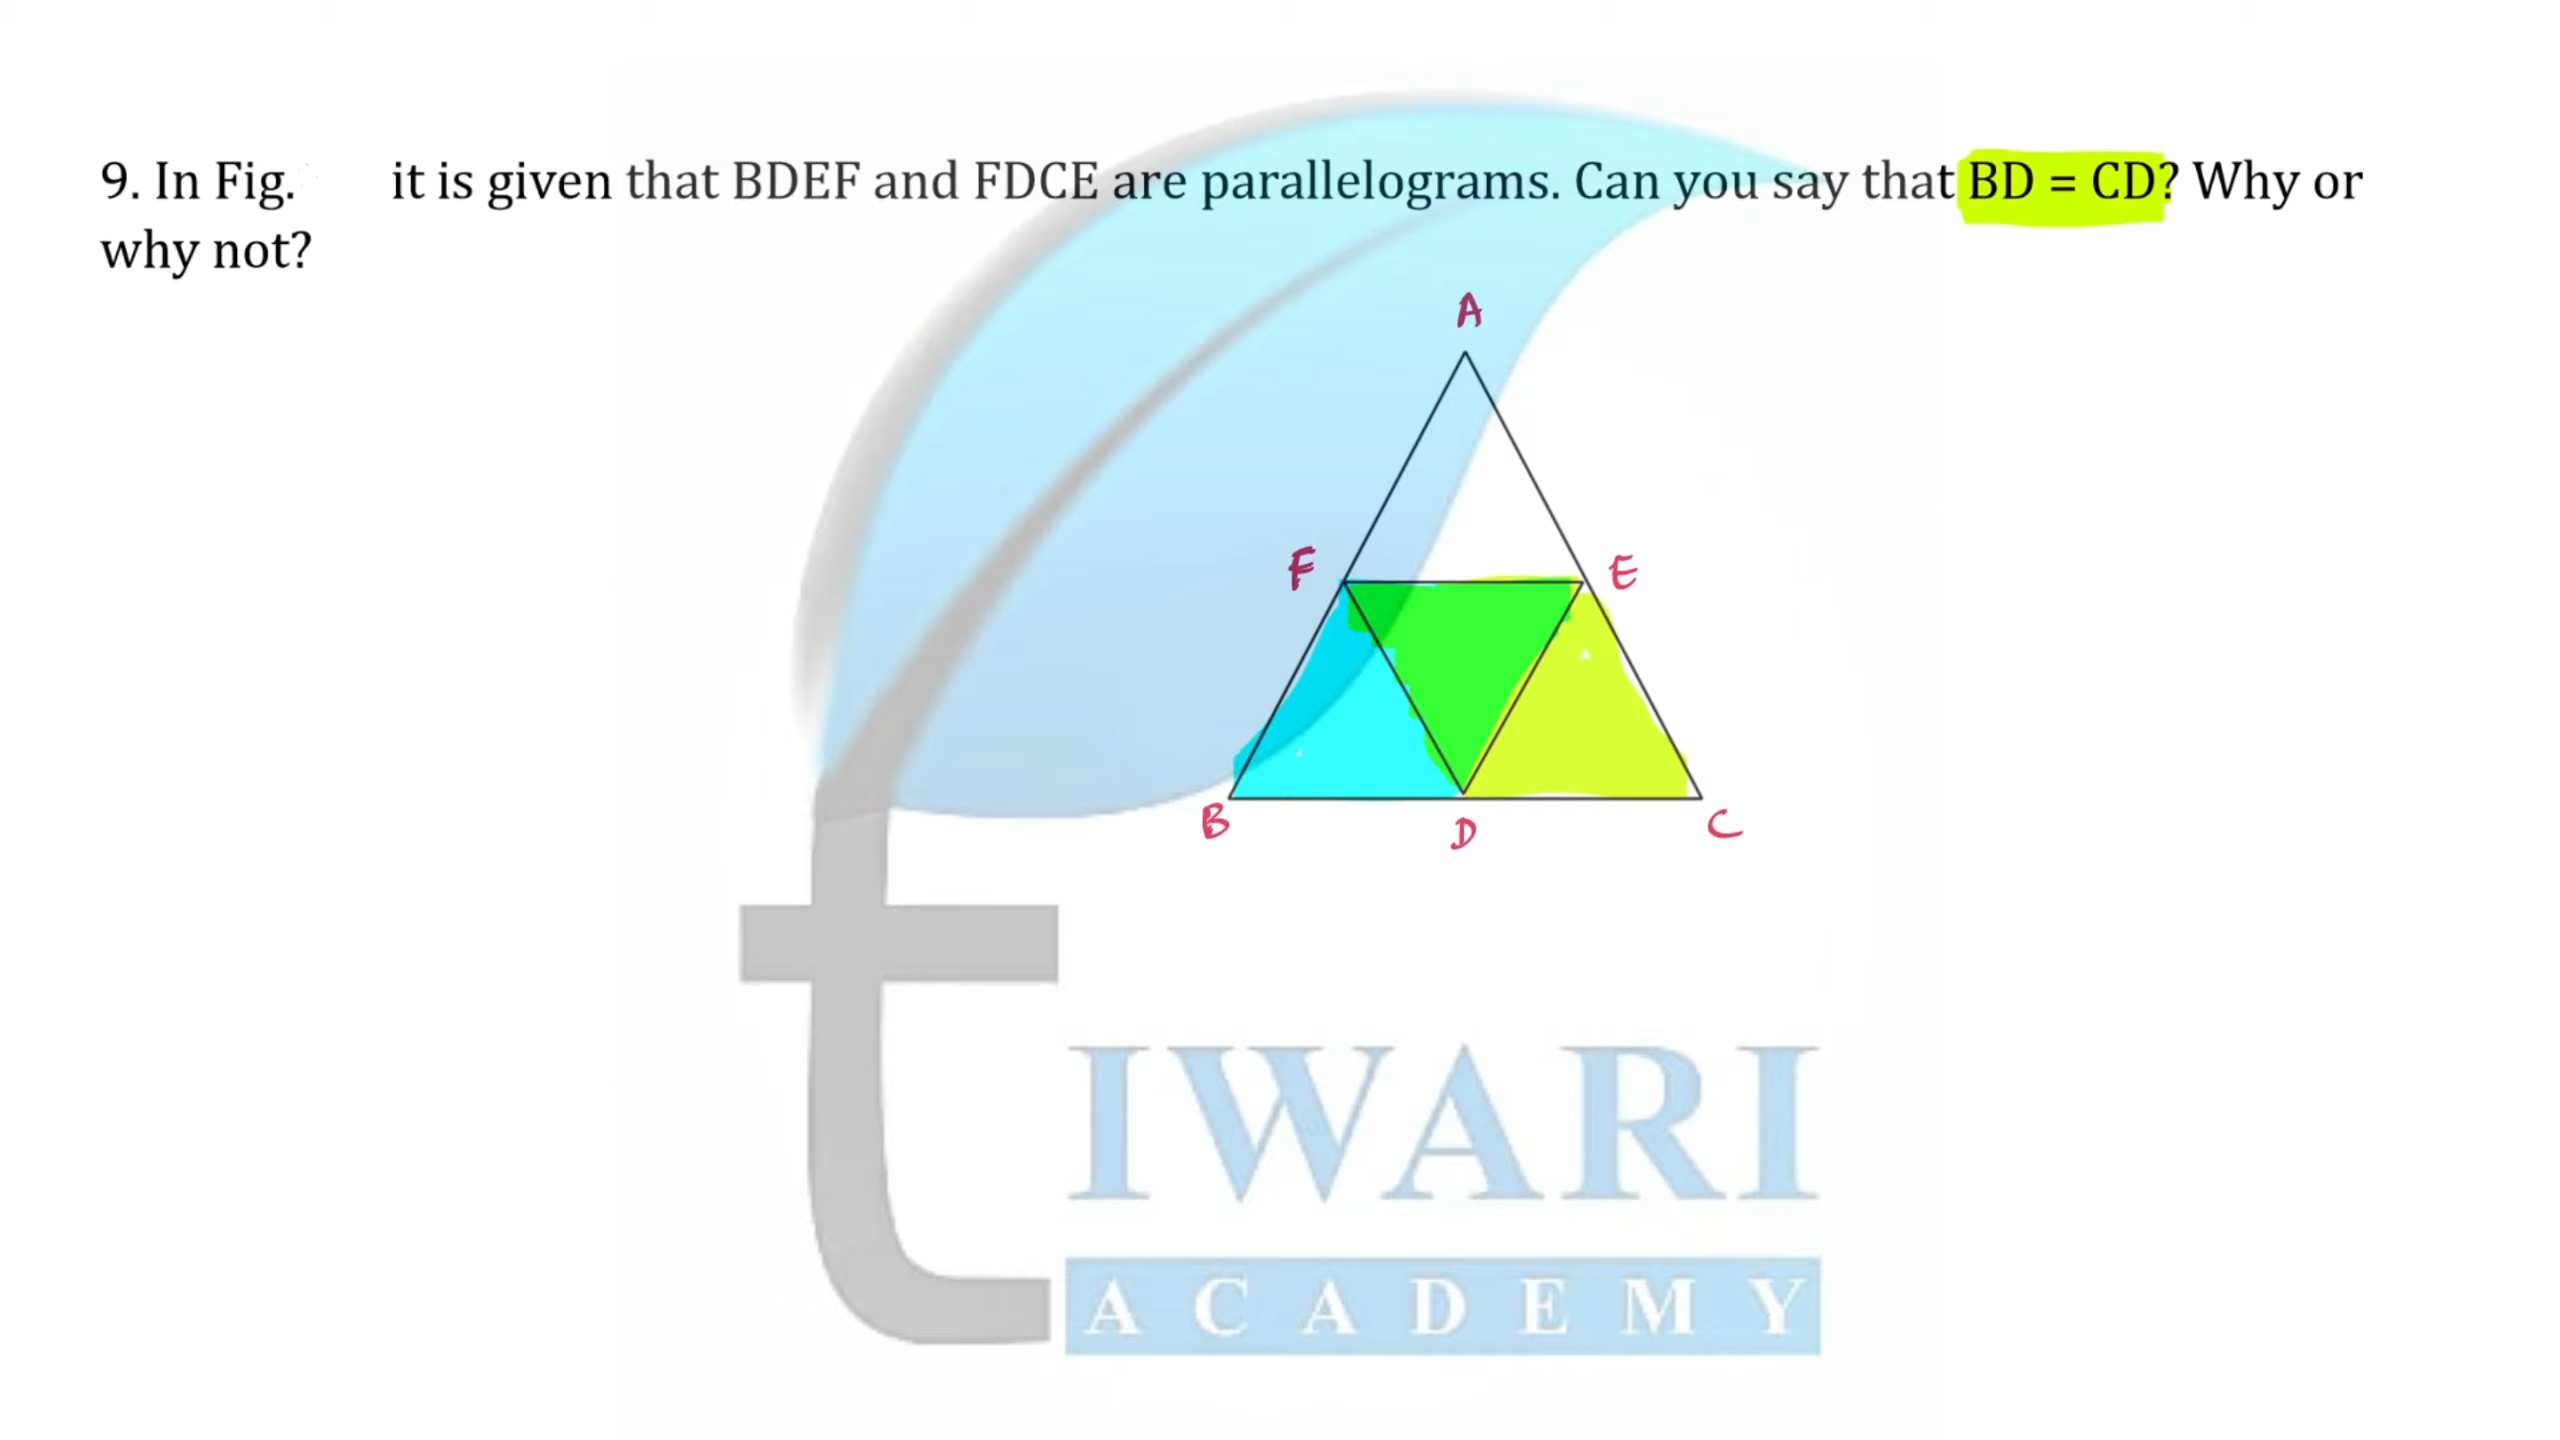 9. In Fig. it is given that BDEF and FDCE are parallelograms. Can you say that BD = CD? Why or
why not?
A
F E
B D C
t
IWARI
ACADEMY